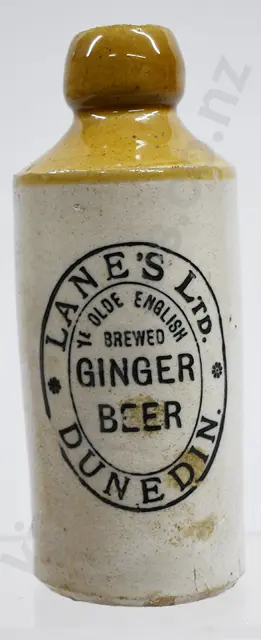 LANE'S LTD.
YE OLDE ENGLISH
BREWED
GINGER
BEER
DUNEDIN.